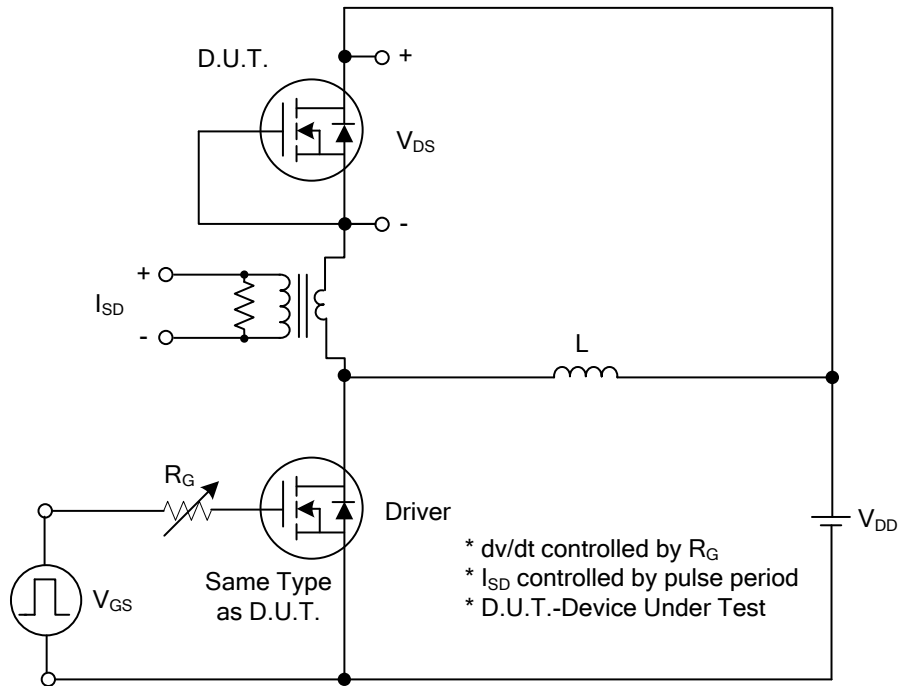 D.U.T.
+
VDS
-
+
ISD
-
L
RG
Driver
VDD
VGS
Same Type
as D.U.T.
* dv/dt controlled by RG
* ISD controlled by pulse period
* D.U.T.-Device Under Test